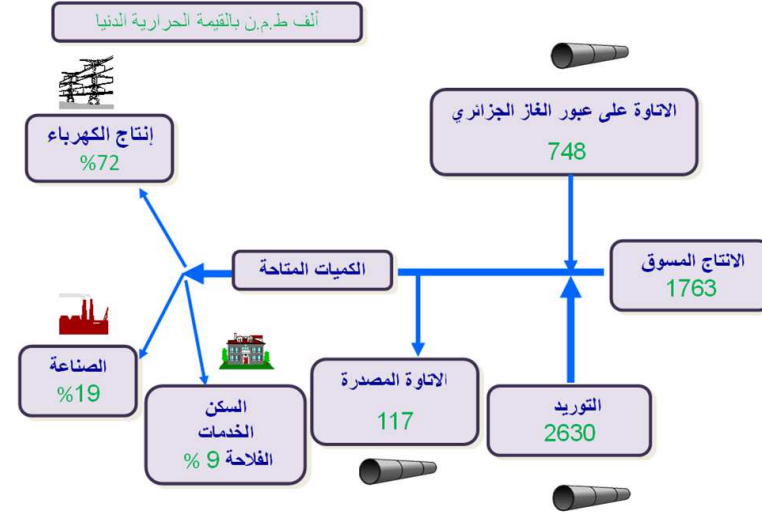 ألف ط.م.ن بالقيمة الحرارية الدنيا
الاتاوة على عبور الغاز الجزائري
748
إنتاج الكهرباء
%72
الانتاج المسوق
1763
الكميات المتاحة
الصناعة
%19
السكن
الخدمات
الفلاحة 9 %
الاتاوة المصدرة
117
التوريد
2630